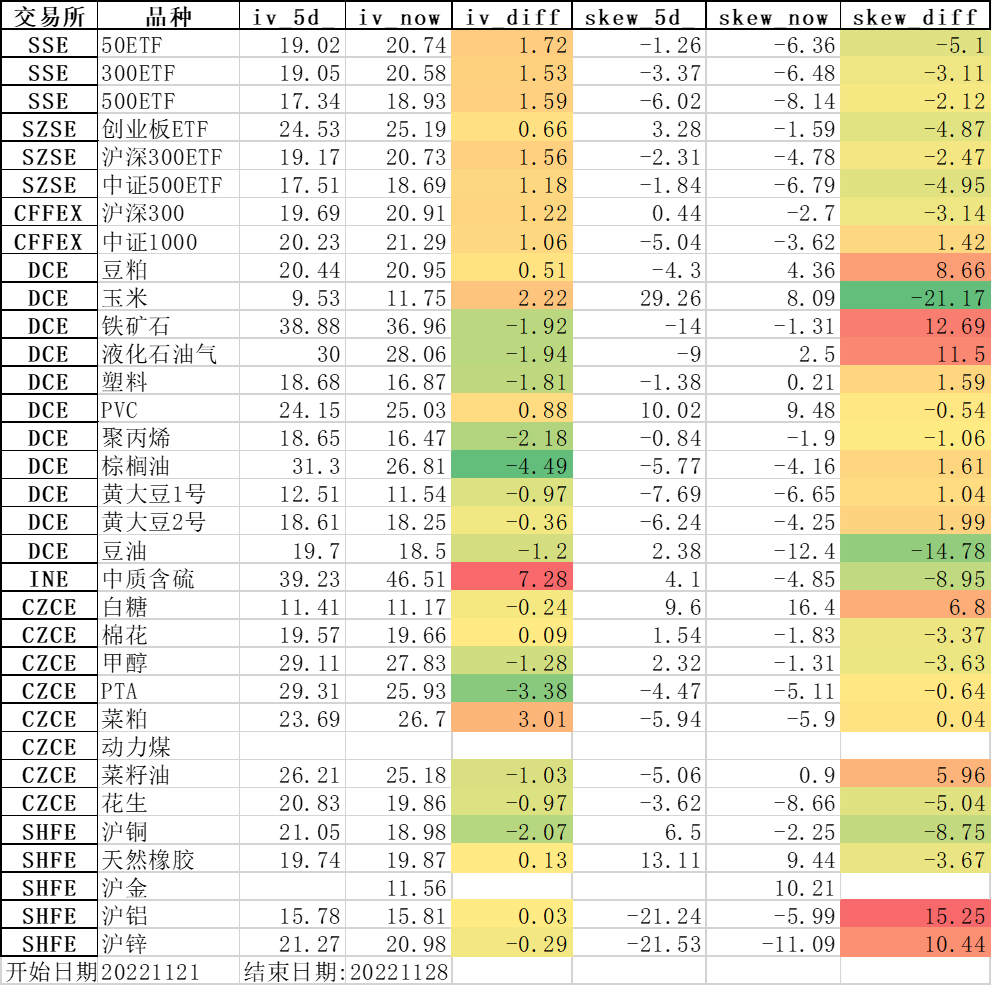 交易所 品种 iv_5d_ iv_now iv_diff skew_5d_ skew_now skew_diff
SSE 50ETF 19.02 20.74 1.72 -1.26 -6.36 -5.1
SSE 300ETF 19.05 20.58 1.53 -3.37 -6.48 -3.11
SSE 500ETF 17.34 18.93 1.59 -6.02 -8.14 -2.12
SZSE 创业板ETF 24.53 25.19 0.66 3.28 -1.59 -4.87
SZSE 沪深300ETF 19.17 20.73 1.56 -2.31 -4.78 -2.47
SZSE 中证500ETF 17.51 18.69 1.18 -1.84 -6.79 -4.95
CFFEX 沪深300 19.69 20.91 1.22 0.44 -2.7 -3.14
CFFEX 中证1000 20.23 21.29 1.06 -5.04 -3.62 1.42
DCE 豆粕 20.44 20.95 0.51 -4.3 4.36 8.66
DCE 玉米 9.53 11.75 2.22 29.26 8.09 -21.17
DCE 铁矿石 38.88 36.96 -1.92 -14 -1.31 12.69
DCE 液化石油气 30 28.06 -1.94 -9 2.5 11.5
DCE 塑料 18.68 16.87 -1.81 -1.38 0.21 1.59
DCE PVC 24.15 25.03 0.88 10.02 9.48 -0.54
DCE 聚丙烯 18.65 16.47 -2.18 -0.84 -1.9 -1.06
DCE 棕榈油 31.3 26.81 -4.49 -5.77 -4.16 1.61
DCE 黄大豆1号 12.51 11.54 -0.97 -7.69 -6.65 1.04
DCE 黄大豆2号 18.61 18.25 -0.36 -6.24 -4.25 1.99
DCE 豆油 19.7 18.5 -1.2 2.38 -12.4 -14.78
INE 中质含硫 39.23 46.51 7.28 4.1 -4.85 -8.95
CZCE 白糖 11.41 11.17 -0.24 9.6 16.4 6.8
CZCE 棉花 19.57 19.66 0.09 1.54 -1.83 -3.37
CZCE 甲醇 29.11 27.83 -1.28 2.32 -1.31 -3.63
CZCE PTA 29.31 25.93 -3.38 -4.47 -5.11 -0.64
CZCE 菜粕 23.69 26.7 3.01 -5.94 -5.9 0.04
CZCE 动力煤
CZCE 菜籽油 26.21 25.18 -1.03 -5.06 0.9 5.96
CZCE 花生 20.83 19.86 -0.97 -3.62 -8.66 -5.04
SHFE 沪铜 21.05 18.98 -2.07 6.5 -2.25 -8.75
SHFE 天然橡胶 19.74 19.87 0.13 13.11 9.44 -3.67
SHFE 沪金 11.56 10.21
SHFE 沪铝 15.78 15.81 0.03 -21.24 -5.99 15.25
SHFE 沪锌 21.27 20.98 -0.29 -21.53 -11.09 10.44
开始日期 20221121 结束日期: 20221128